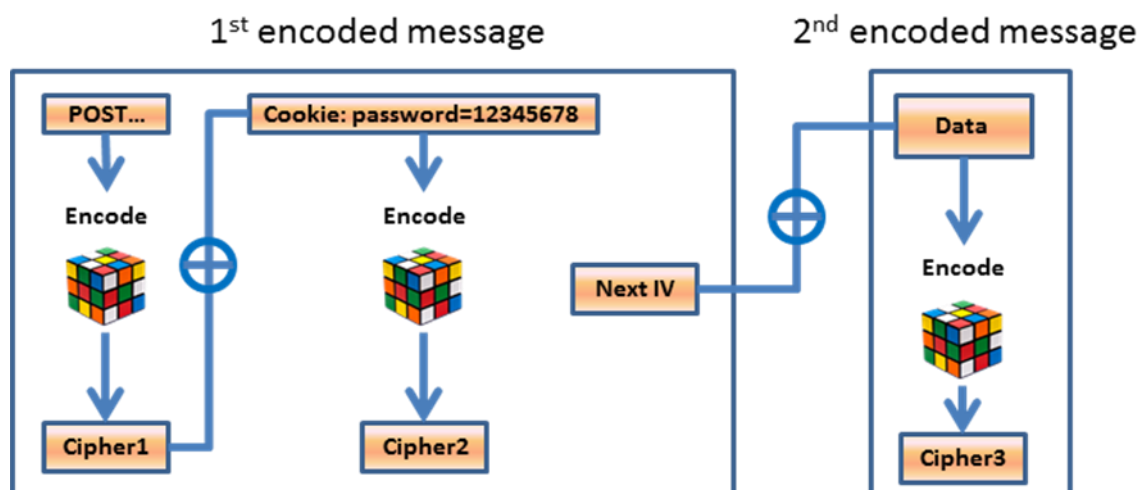 1st encoded message
2nd encoded message
POST...
Cookie: password=12345678
Data
Encode
Encode
Encode
Next IV
Cipher1
Cipher2
Cipher3